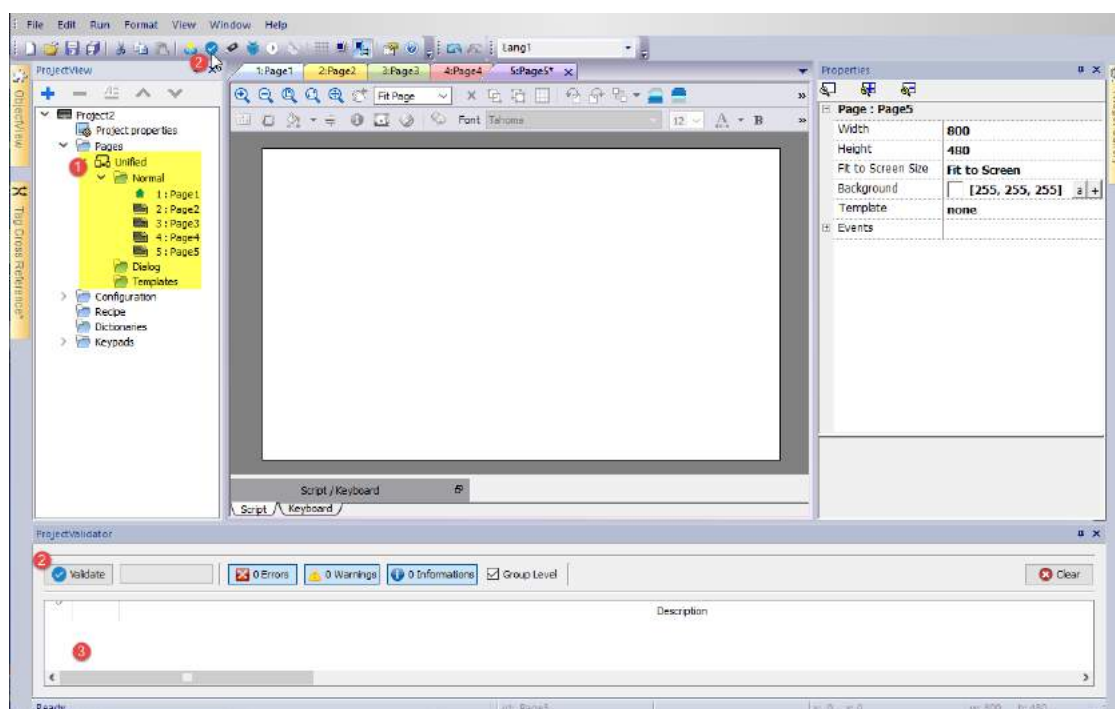 File Edit Run Format View Window Help
Lang1
2
ProjectView
1:Page1 2:Page2 3:Page3 4:Page4 5:Page5* x
Properties
ObjectView
Tag Cross Reference*
Fit Page
Font Tahoma 12 A B
Project2
Project properties
Pages
1
Unified
Normal
1 : Page1
2 : Page2
3 : Page3
4 : Page4
5 : Page5
Dialog
Templates
Configuration
Recipe
Dictionaries
Keypads
Page : Page5
Width 800
Height 480
Fit to Screen Size Fit to Screen
Background [255, 255, 255] a +
Template none
Events
Script / Keyboard
Script Keyboard
ProjectValidator
2
Validate 0 Errors 0 Warnings 0 Informations Group Level Clear
Description
3
Ready